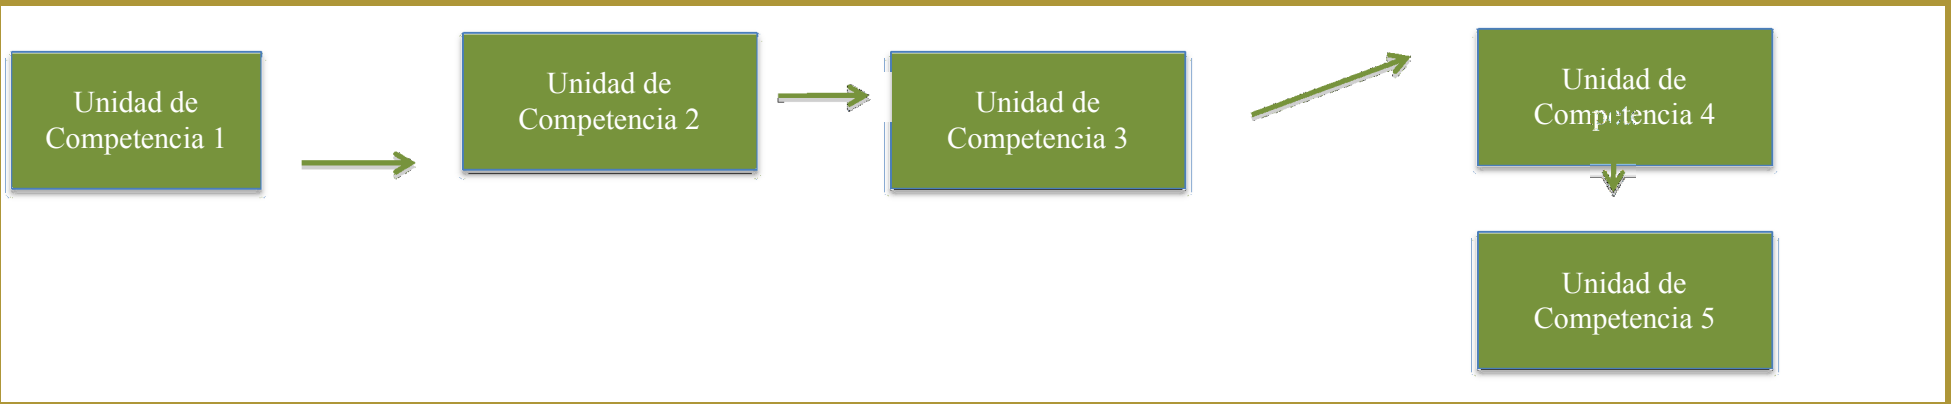 Unidad de
Competencia 1
Unidad de
Competencia 2
Unidad de
Competencia 3
Unidad de
Competencia 4
Unidad de
Competencia 5